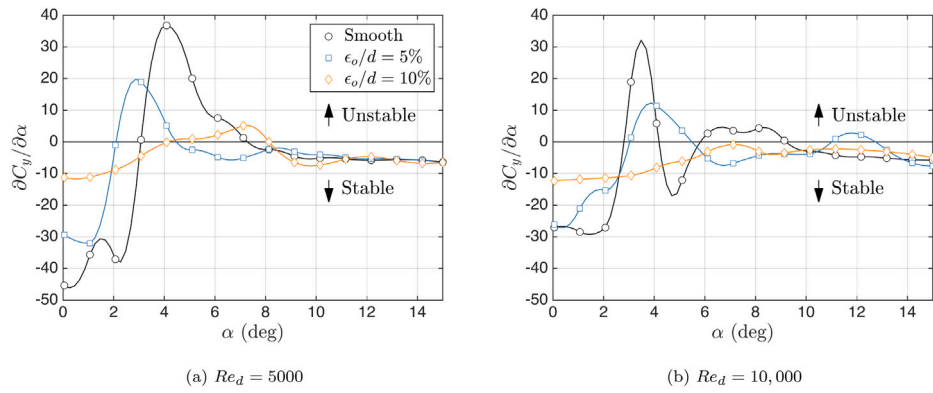 40
30
20
10
0
-10
-20
-30
-40
-50
0 2 4 6 8 10 12 14
∂C_y/∂α
α (deg)
Smooth
ε_o/d = 5%
ε_o/d = 10%
Unstable
Stable
(a) Re_d = 5000
40
30
20
10
0
-10
-20
-30
-40
-50
0 2 4 6 8 10 12 14
∂C_y/∂α
α (deg)
Unstable
Stable
(b) Re_d = 10,000